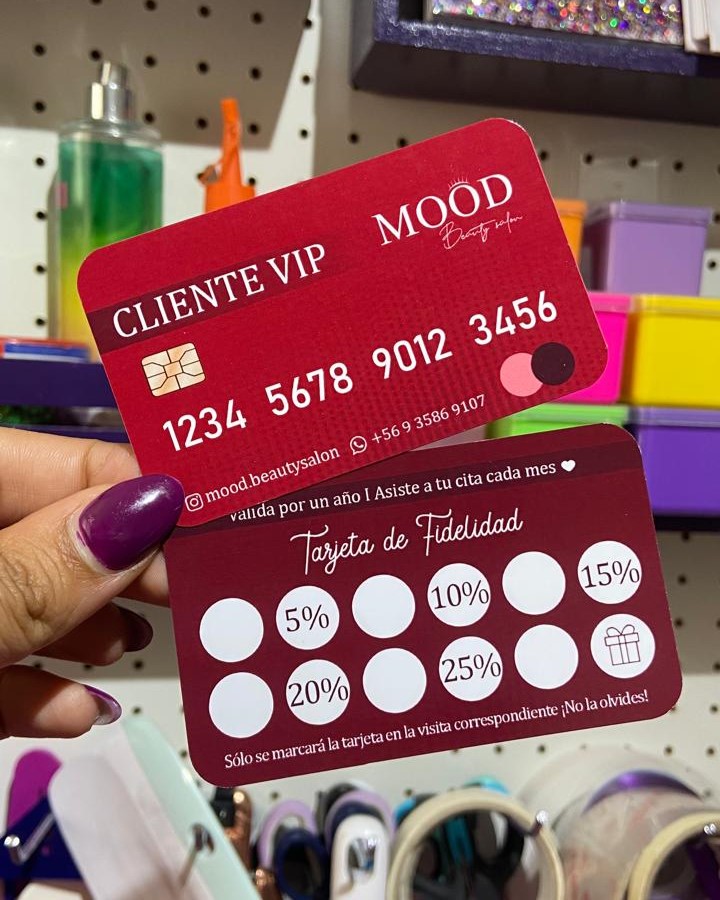 CLIENTE VIP
MOOD
Beauty salon
1234 5678 9012 3456
mood.beautysalon +56 9 3586 9107
valida por un año I Asiste a tu cita cada mes
Tarjeta de Fidelidad
5% 10% 15%
20% 25%
Sólo se marcará la tarjeta en la visita correspondiente ¡No la olvides!